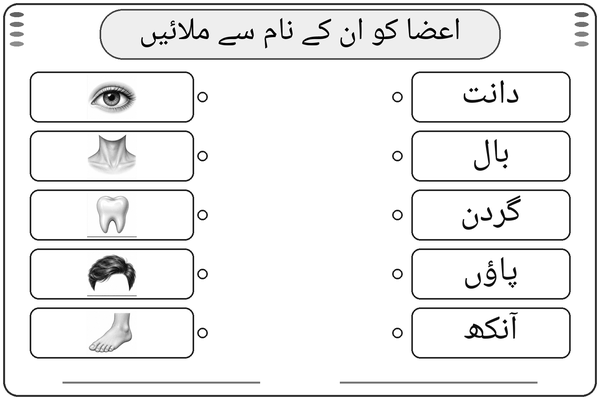 اعضا کو ان کے نام سے ملائیں
دانت
بال
گردن
پاؤں
آنکھ